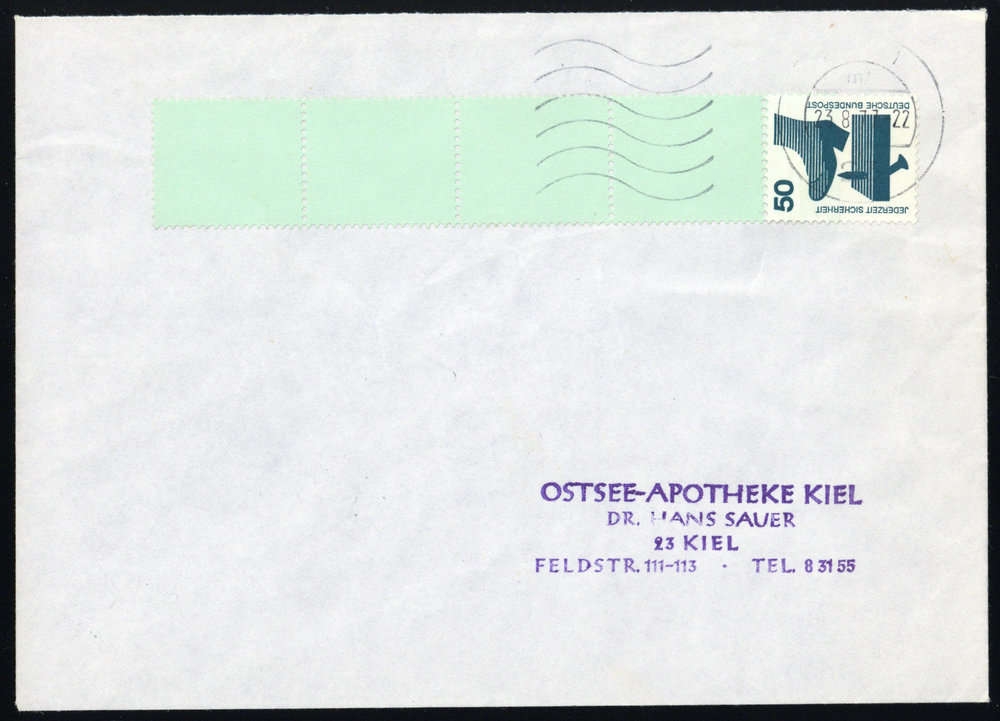 DEUTSCHE BUNDESPOST
23.8.73-22
50
JEDERZEIT SICHERHEIT
OSTSEE-APOTHEKE KIEL
DR. HANS SAUER
23 KIEL
FELDSTR. 111-113 · TEL. 8 31 55